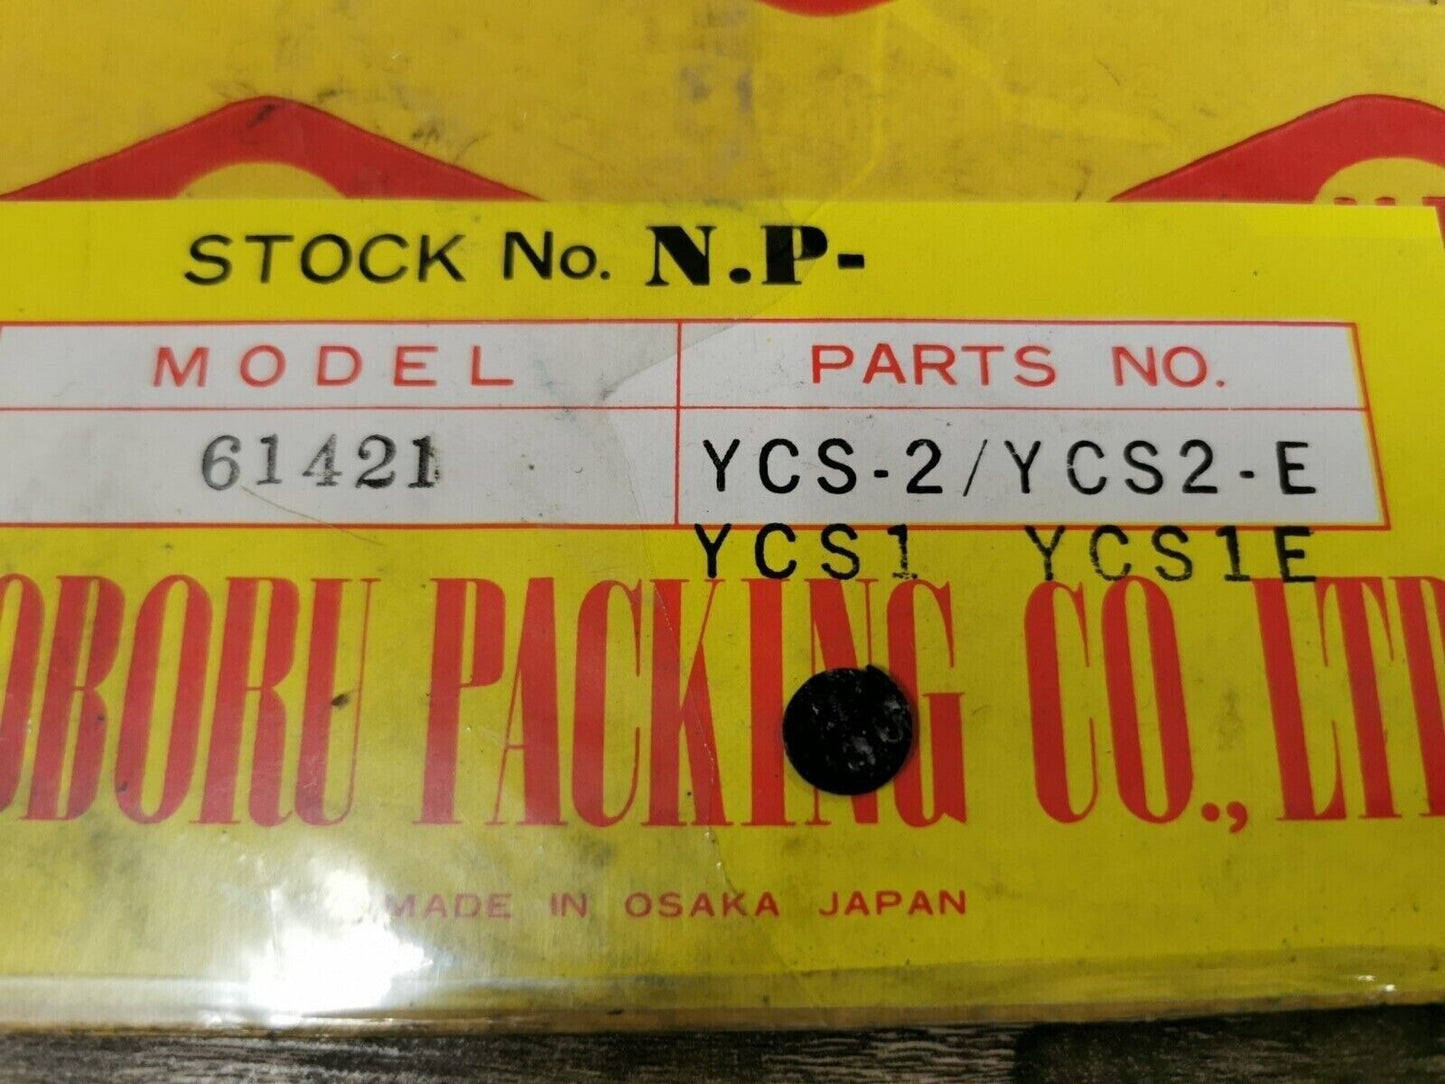 STOCK No. N.P-
MODEL PARTS NO.
61421 YCS-2/YCS2-E
YCS1 YCS1E
OBORU PACKING CO., LT
MADE IN OSAKA JAPAN